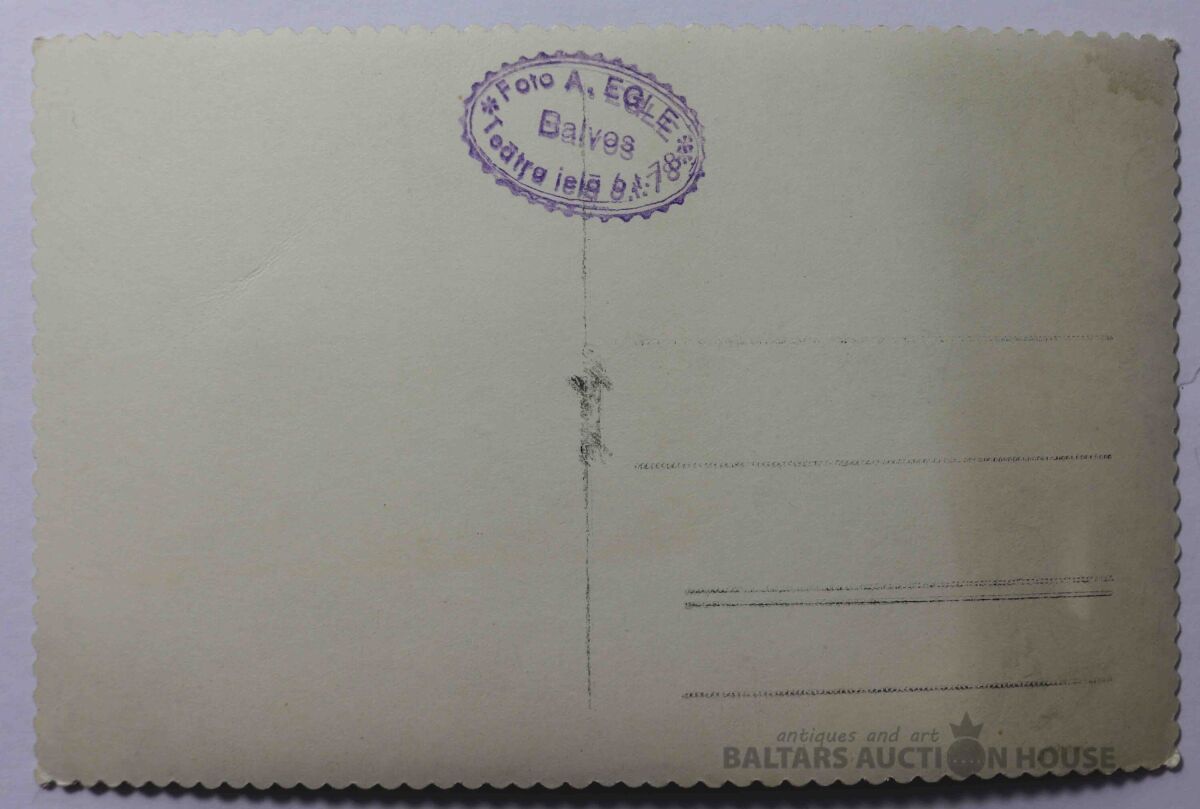 * Foto A. EGLE *
Balvos
Teātra ielā 78
antiques and art
BALTARS AUCTION HOUSE